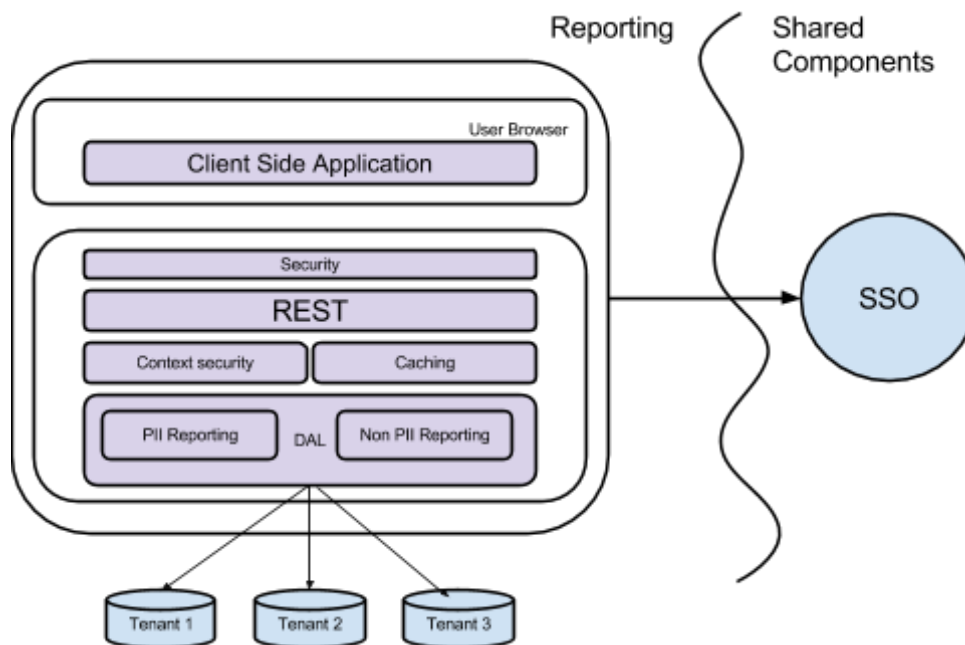 Reporting
Shared
Components
User Browser
Client Side Application
Security
REST
Context security
Caching
PII Reporting
DAL
Non PII Reporting
SSO
Tenant 1
Tenant 2
Tenant 3